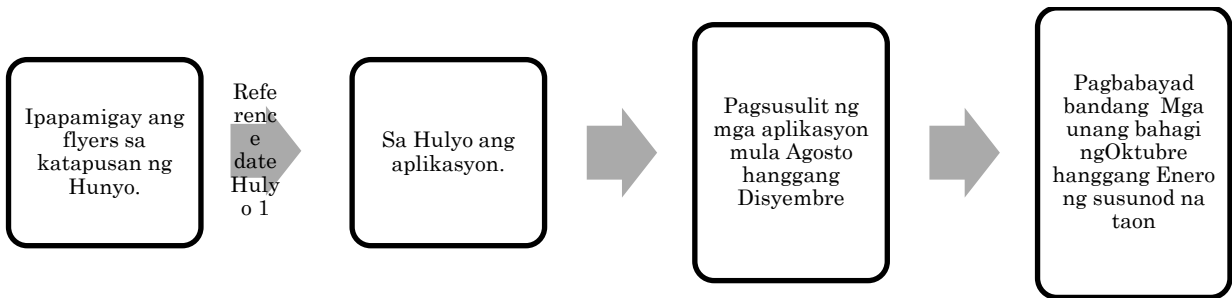 Ipapamigay ang
flyers sa
katapusan ng
Hunyo.
Refe
renc
e
date
Huly
o 1
Sa Hulyo ang
aplikasyon.
Pagsusulit ng
mga aplikasyon
mula Agosto
hanggang
Disyembre
Pagbabayad
bandang Mga
unang bahagi
ngOktubre
hanggang Enero
ng susunod na
taon